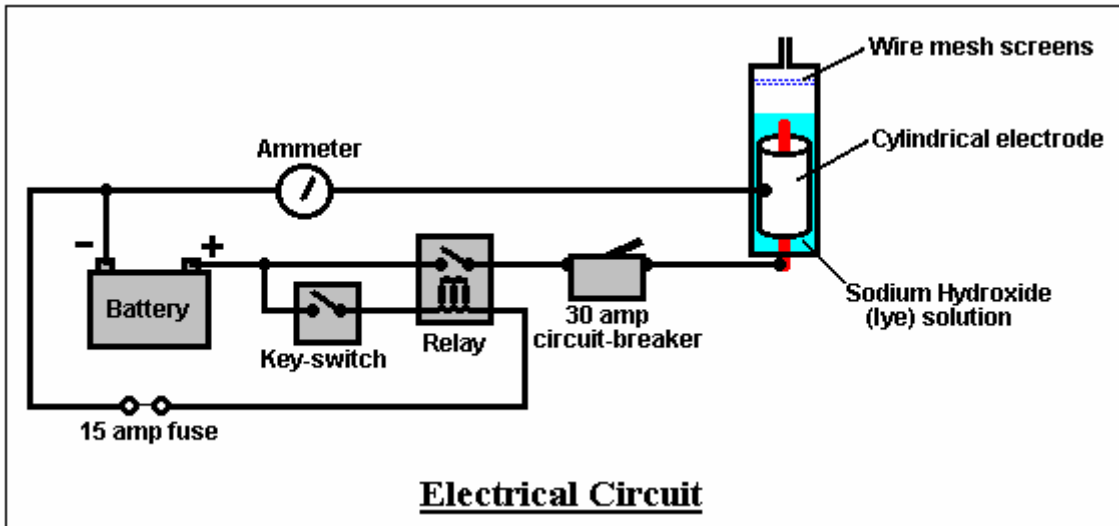 Wire mesh screens
Ammeter
Cylindrical electrode
-
+
Battery
Key-switch
Relay
30 amp
circuit-breaker
Sodium Hydroxide
(lye) solution
15 amp fuse
Electrical Circuit